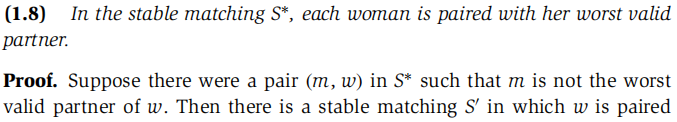 (1.8) In the stable matching S*, each woman is paired with her worst valid
partner.
Proof. Suppose there were a pair (m, w) in S* such that m is not the worst
valid partner of w. Then there is a stable matching S′ in which w is paired